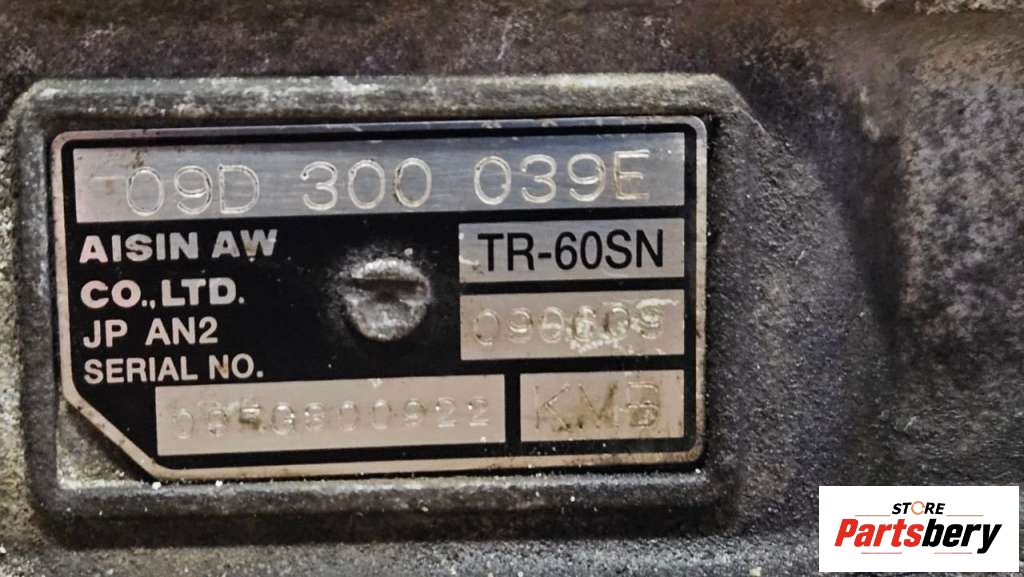 09D 300 039E
AISIN AW
CO.,LTD.
TR-60SN
JP AN2
SERIAL NO.
KMB
STORE
Partsbery